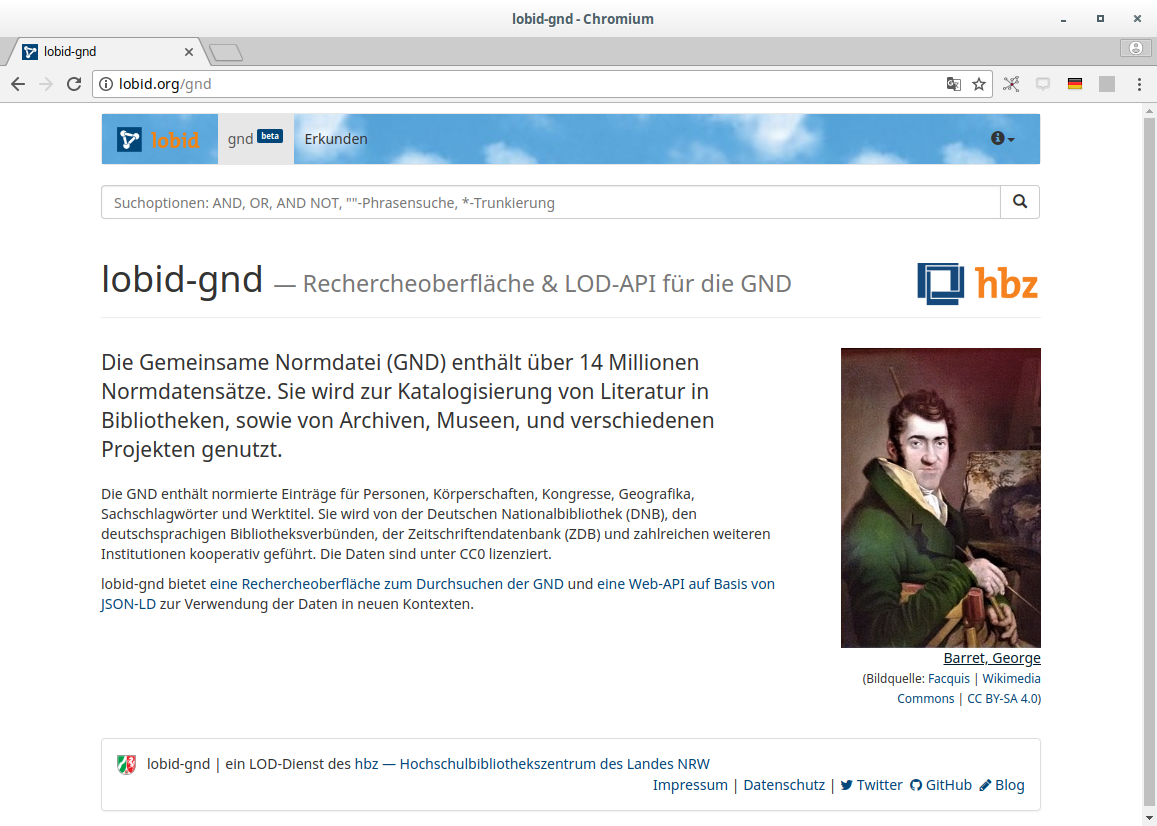 lobid-gnd - Chromium
lobid-gnd
lobid.org/gnd
lobid gnd beta Erkunden
Suchoptionen: AND, OR, AND NOT, ""-Phrasensuche, *-Trunkierung
lobid-gnd — Rechercheoberfläche & LOD-API für die GND
hbz
Die Gemeinsame Normdatei (GND) enthält über 14 Millionen
Normdatensätze. Sie wird zur Katalogisierung von Literatur in
Bibliotheken, sowie von Archiven, Museen, und verschiedenen
Projekten genutzt.
Die GND enthält normierte Einträge für Personen, Körperschaften, Kongresse, Geografika,
Sachschlagwörter und Werktitel. Sie wird von der Deutschen Nationalbibliothek (DNB), den
deutschsprachigen Bibliotheksverbünden, der Zeitschriftendatenbank (ZDB) und zahlreichen weiteren
Institutionen kooperativ geführt. Die Daten sind unter CC0 lizenziert.
lobid-gnd bietet eine Rechercheoberfläche zum Durchsuchen der GND und eine Web-API auf Basis von
JSON-LD zur Verwendung der Daten in neuen Kontexten.
Barret, George
(Bildquelle: Facquis | Wikimedia
Commons | CC BY-SA 4.0)
lobid-gnd | ein LOD-Dienst des hbz — Hochschulbibliothekszentrum des Landes NRW
Impressum | Datenschutz | Twitter GitHub Blog